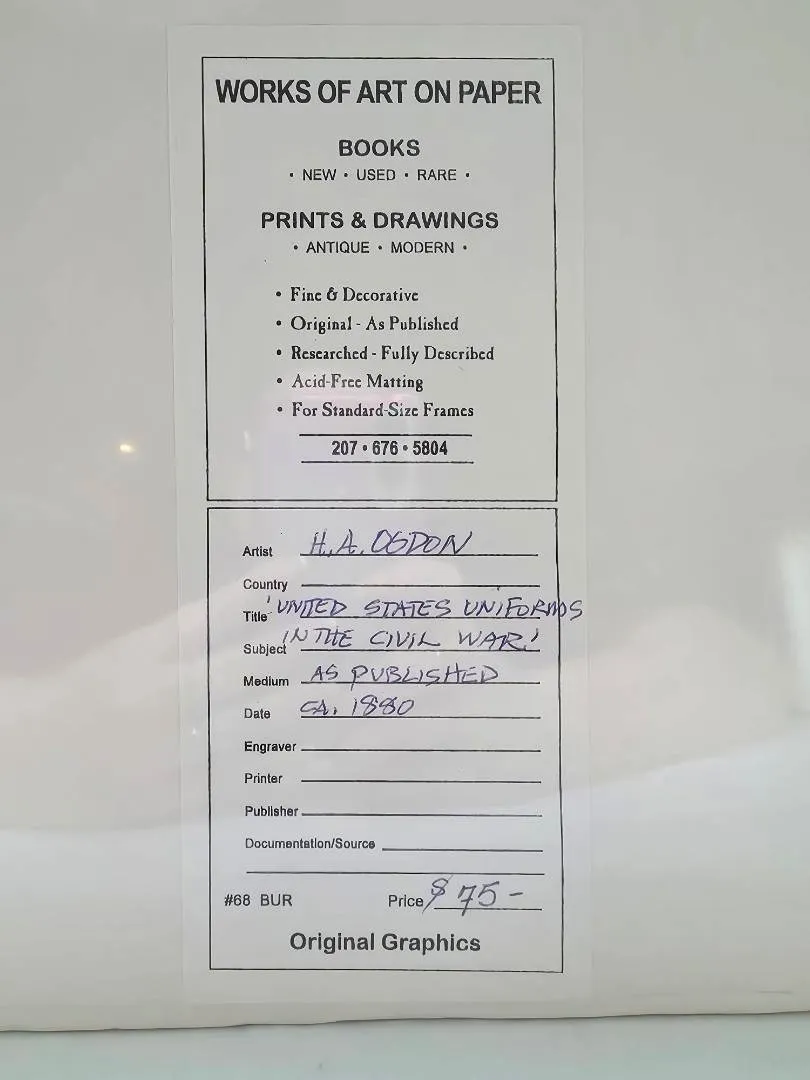 WORKS OF ART ON PAPER
BOOKS
• NEW • USED • RARE •
PRINTS & DRAWINGS
• ANTIQUE • MODERN •
• Fine & Decorative
• Original - As Published
• Researched - Fully Described
• Acid-Free Matting
• For Standard-Size Frames
207 • 676 • 5804
Artist H.A. OGDON
Country
Title 'UNITED STATES UNIFORMS
Subject IN THE CIVIL WAR'
Medium AS PUBLISHED
Date CA. 1880
Engraver
Printer
Publisher
Documentation/Source
#68 BUR Price $75-
Original Graphics